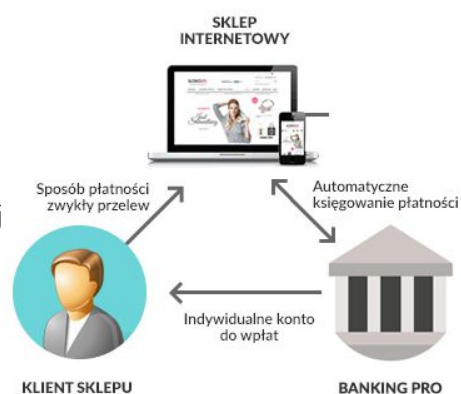 SKLEP
INTERNETOWY
Sposób płatności
zwykły przelew
Automatyczne
księgowanie płatności
Indywidualne konto
do wpłat
KLIENT SKLEPU
BANKING PRO